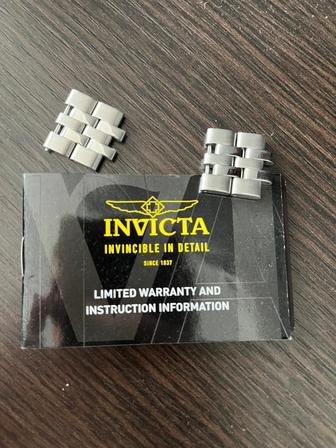 INVICTA
INVINCIBLE IN DETAIL
SINCE 1837
LIMITED WARRANTY AND
INSTRUCTION INFORMATION